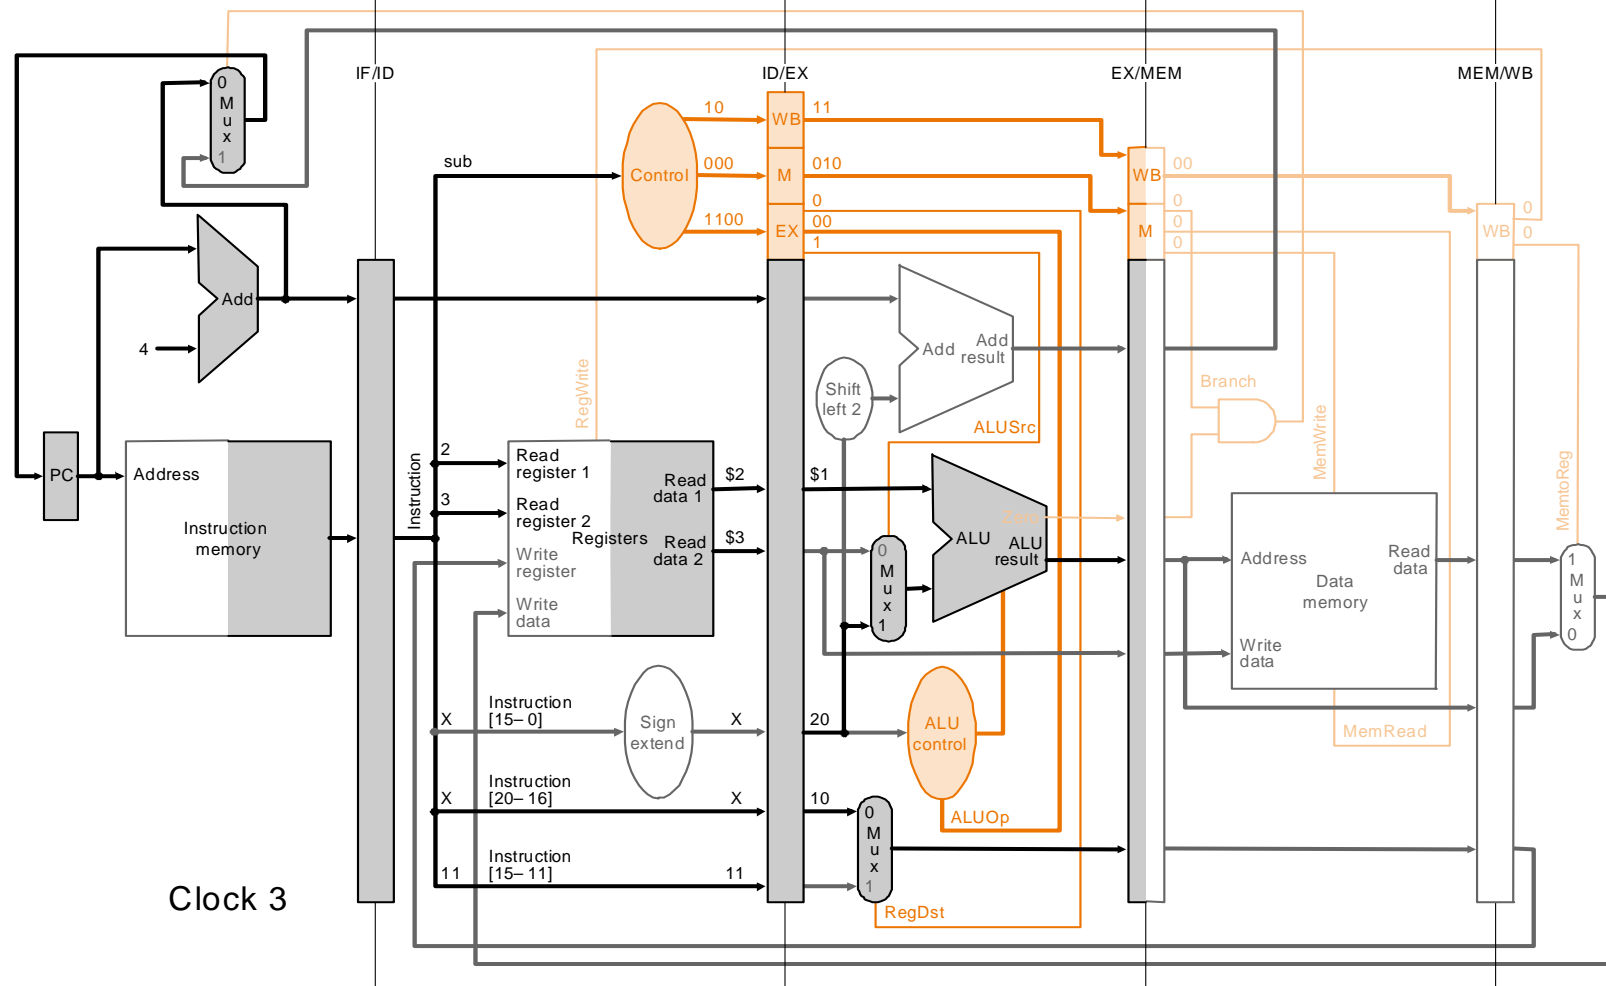 IF/ID
ID/EX
EX/MEM
MEM/WB
0
M
u
x
1
10
WB
11
sub
Control
000
M
010
WB
00
0
1100
EX
0
00
1
M
0
0
0
WB
0
0
Add
4
Add
Add
result
Shift
left 2
RegWrite
Branch
ALUSrc
MemWrite
MemtoReg
PC
Address
Instruction
memory
Instruction
2
Read
register 1
3
Read
register 2
Registers
Write
register
Write
data
Read
data 1
$2
Read
data 2
$3
$1
Zero
ALU
ALU
result
0
M
u
x
1
Address
Read
data
Data
memory
Write
data
1
M
u
x
0
X
Instruction
[15–0]
Sign
extend
X
20
ALU
control
MemRead
X
Instruction
[20–16]
X
10
0
M
u
x
1
ALUOp
11
Instruction
[15–11]
11
RegDst
Clock 3